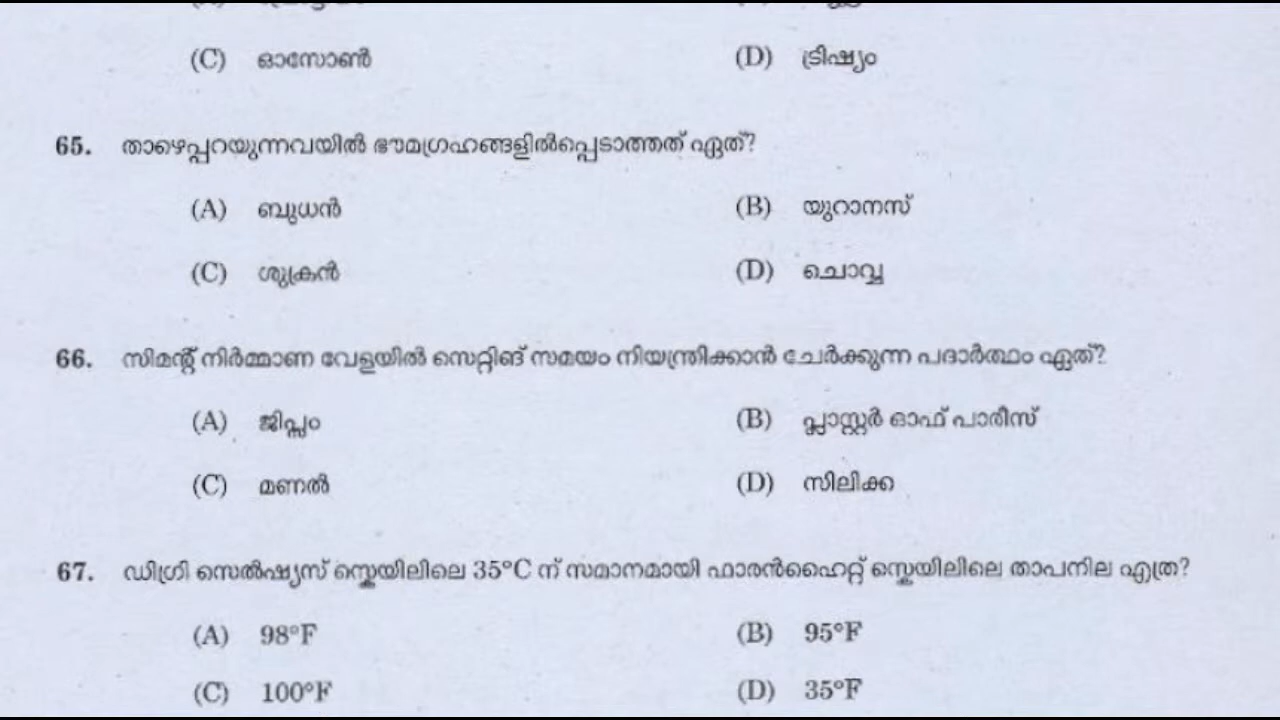 (C) ഓസോൺ (D) ട്രിഷ്യം
65. താഴെപ്പറയുന്നവയിൽ ഭൗമഗ്രഹങ്ങളിൽപ്പെടാത്തത് ഏത്?
(A) ബുധൻ (B) യുറാനസ്
(C) ശുക്രൻ (D) ചൊവ്വ
66. സിമന്റ് നിർമ്മാണ വേളയിൽ സെറ്റിങ് സമയം നിയന്ത്രിക്കാൻ ചേർക്കുന്ന പദാർത്ഥം ഏത്?
(A) ജിപ്സം (B) പ്ലാസ്റ്റർ ഓഫ് പാരീസ്
(C) മണൽ (D) സിലിക്ക
67. ഡിഗ്രി സെൽഷ്യസ് സ്കെയിലിലെ 35°C ന് സമാനമായി ഫാരൻഹൈറ്റ് സ്കെയിലിലെ താപനില എത്ര?
(A) 98°F (B) 95°F
(C) 100°F (D) 35°F